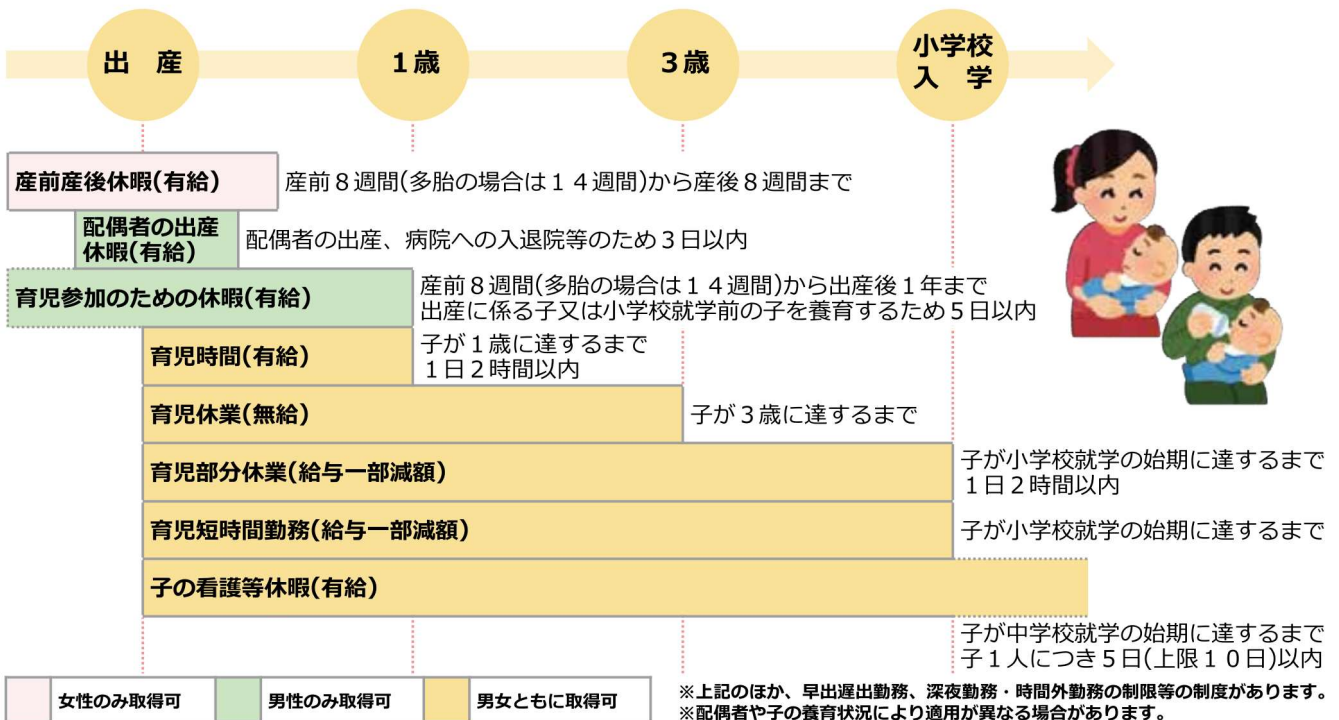 出 産
1歳
3歳
小学校
入 学
産前産後休暇(有給)
産前８週間(多胎の場合は１４週間)から産後８週間まで
配偶者の出産
休暇(有給)
配偶者の出産、病院への入退院等のため３日以内
育児参加のための休暇(有給)
産前８週間(多胎の場合は１４週間)から出産後１年まで
出産に係る子又は小学校就学前の子を養育するため５日以内
育児時間(有給)
子が１歳に達するまで
１日２時間以内
育児休業(無給)
子が３歳に達するまで
育児部分休業(給与一部減額)
子が小学校就学の始期に達するまで
１日２時間以内
育児短時間勤務(給与一部減額)
子が小学校就学の始期に達するまで
子の看護等休暇(有給)
子が中学校就学の始期に達するまで
子１人につき５日(上限１０日)以内
女性のみ取得可
男性のみ取得可
男女ともに取得可
※上記のほか、早出遅出勤務、深夜勤務・時間外勤務の制限等の制度があります。
※配偶者や子の養育状況により適用が異なる場合があります。